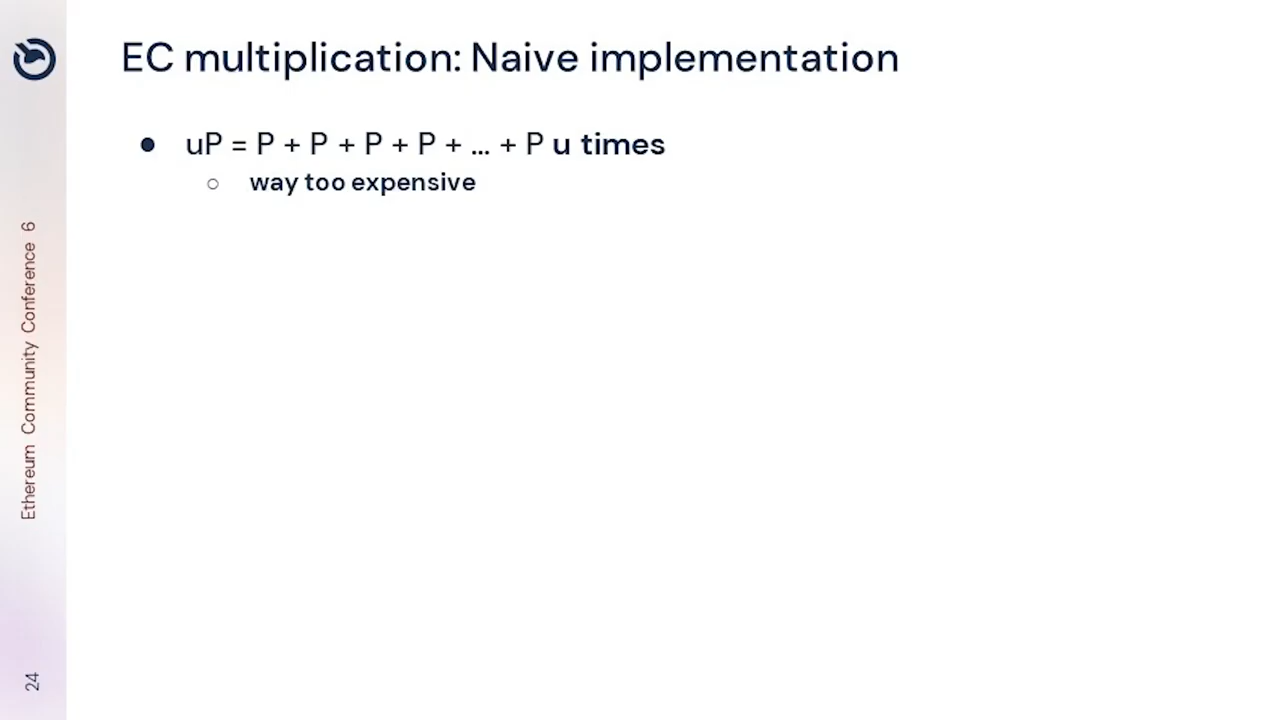 EC multiplication: Naive implementation
● uP = P + P + P + P + … + P u times
○ way too expensive
Ethereum Community Conference 6
24